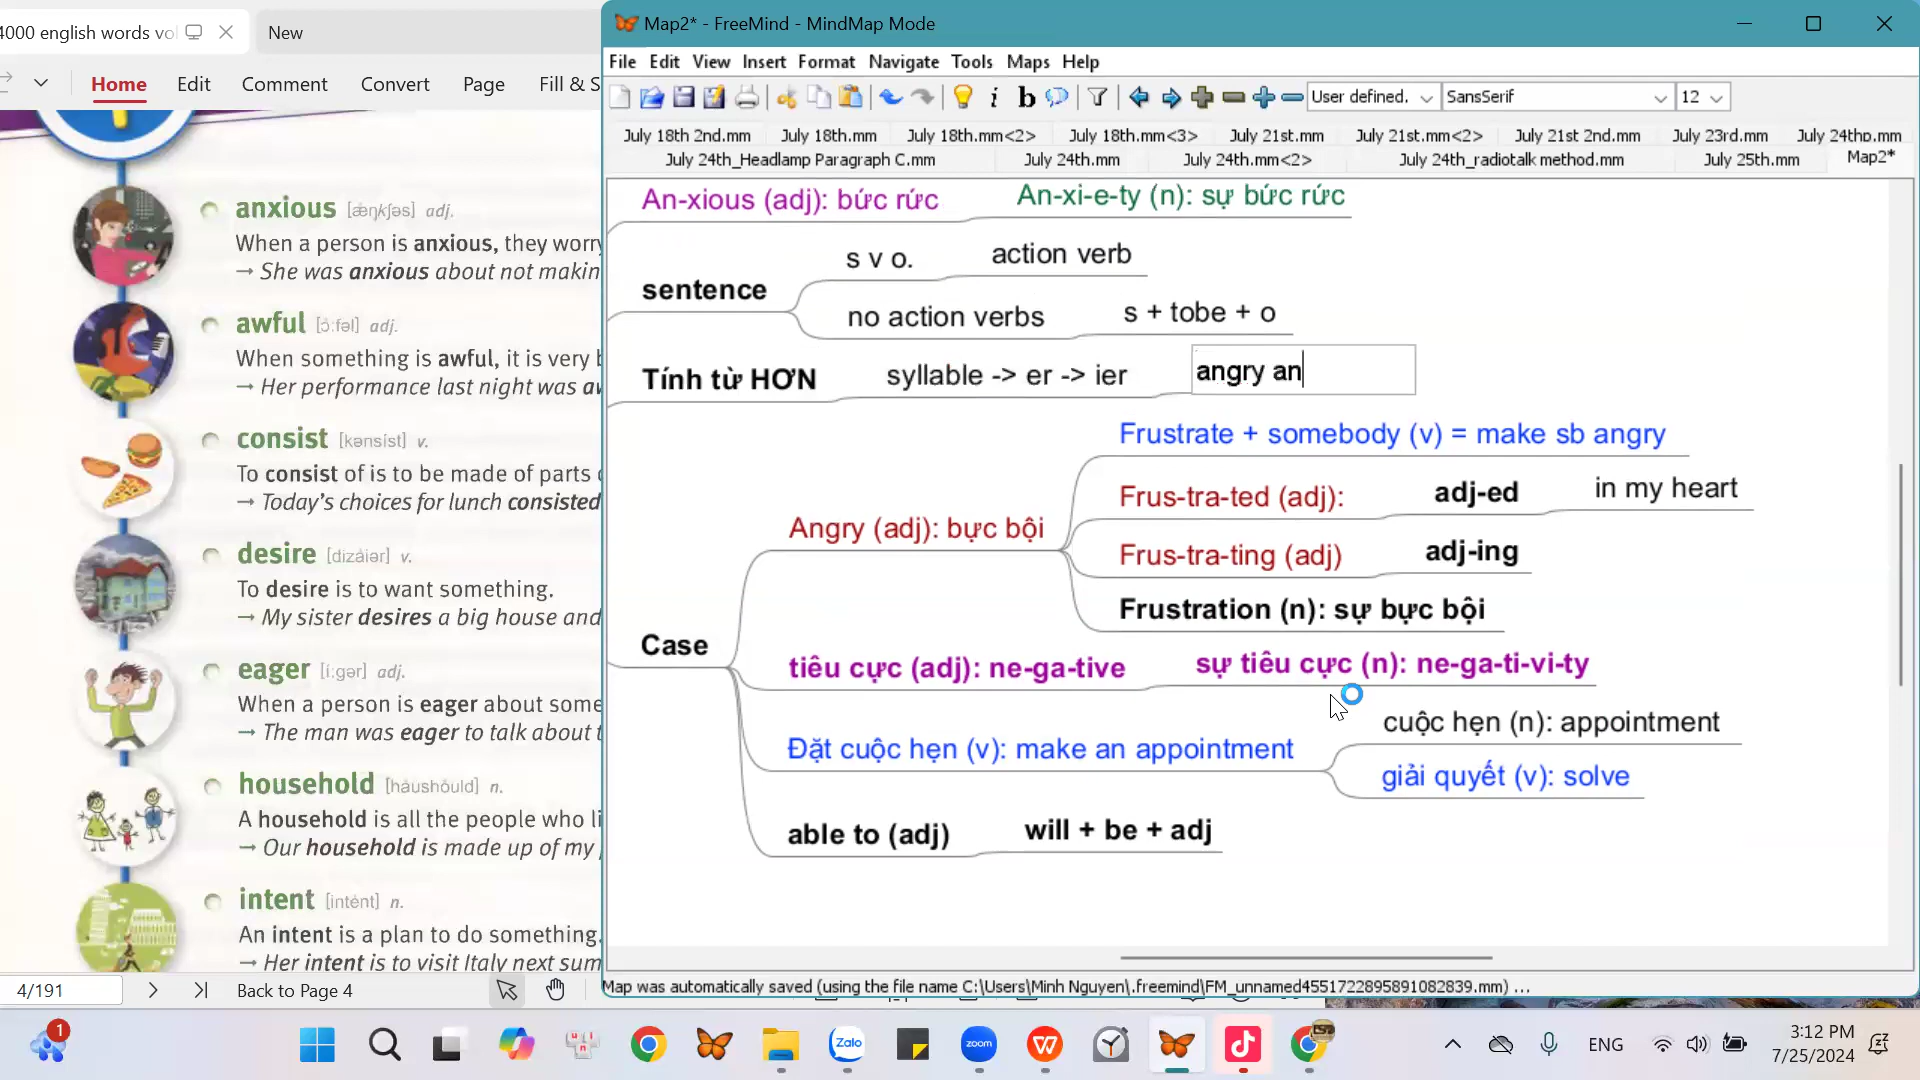 4000 english words vo
New
Home Edit Comment Convert Page Fill & S
anxious [ǽŋkʃəs] adj.
When a person is anxious, they worry
→ She was anxious about not makin
awful [ɔ́ːfəl] adj.
When something is awful, it is very b
→ Her performance last night was aw
consist [kənsíst] v.
To consist of is to be made of parts
→ Today's choices for lunch consisted
desire [dizáiər] v.
To desire is to want something.
→ My sister desires a big house and
eager [íːgər] adj.
When a person is eager about some
→ The man was eager to talk about t
household [háushòuld] n.
A household is all the people who li
→ Our household is made up of my
intent [intént] n.
An intent is a plan to do something.
→ Her intent is to visit Italy next sum
4/191
Back to Page 4
Map2* - FreeMind - MindMap Mode
File Edit View Insert Format Navigate Tools Maps Help
User defined. SansSerif 12
July 18th 2nd.mm July 18th.mm July 18th.mm<2> July 18th.mm<3> July 21st.mm July 21st.mm<2> July 21st 2nd.mm July 23rd.mm July 24thp.mm
July 24th_Headlamp Paragraph C.mm July 24th.mm July 24th.mm<2> July 24th_radiotalk method.mm July 25th.mm Map2*
An-xious (adj): bức rức An-xi-e-ty (n): sự bức rức
sentence
s v o. action verb
no action verbs s + tobe + o
Tính từ HƠN syllable -> er -> ier angry an
Case
Angry (adj): bực bội
Frustrate + somebody (v) = make sb angry
Frus-tra-ted (adj): adj-ed in my heart
Frus-tra-ting (adj) adj-ing
Frustration (n): sự bực bội
tiêu cực (adj): ne-ga-tive sự tiêu cực (n): ne-ga-ti-vi-ty
Đặt cuộc hẹn (v): make an appointment
cuộc hẹn (n): appointment
giải quyết (v): solve
able to (adj) will + be + adj
Map was automatically saved (using the file name C:\Users\Minh Nguyen\.freemind\FM_unnamed4551722895891082839.mm) ...
1
Zalo
zoom
ENG
3:12 PM
7/25/2024